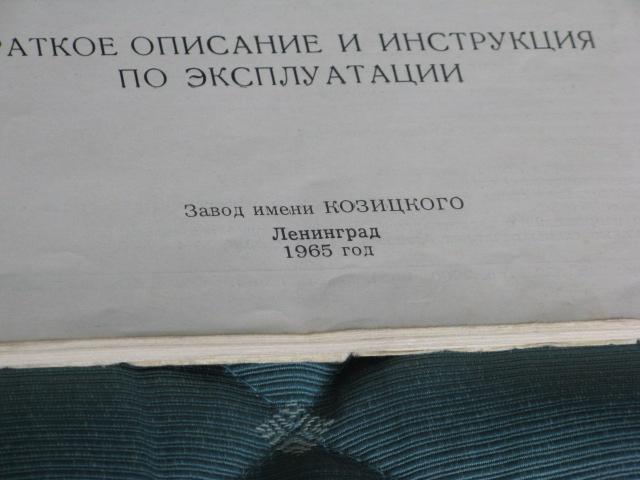 РАТКОЕ ОПИСАНИЕ И ИНСТРУКЦИЯ
ПО ЭКСПЛУАТАЦИИ
Завод имени КОЗИЦКОГО
Ленинград
1965 год